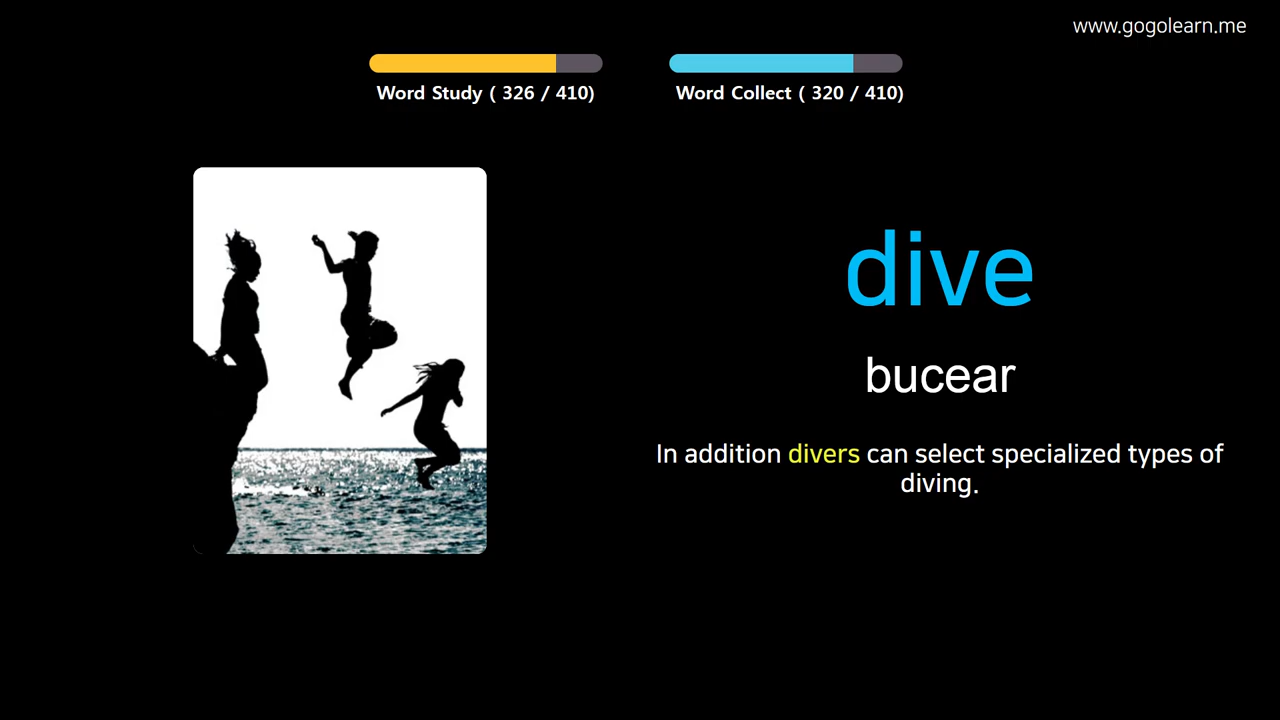 www.gogolearn.me
Word Study ( 326 / 410)
Word Collect ( 320 / 410)
dive
bucear
In addition divers can select specialized types of
diving.